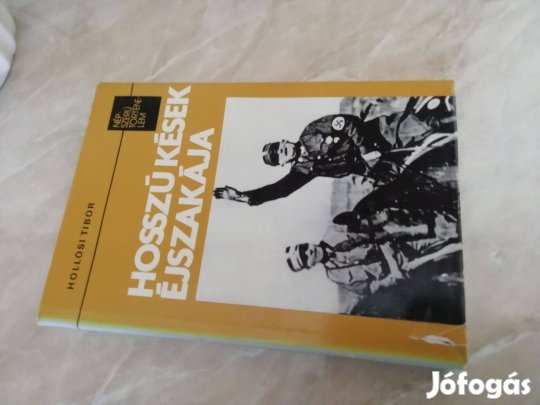 HOLLÓSI TIBOR
NÉP-
SZERŰ
TÖRTÉNE-
LEM
HOSSZÚ KÉSEK
ÉJSZAKÁJA
Jófogás